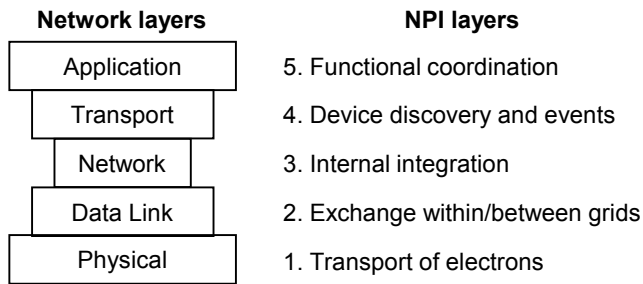 Network layers NPI layers
Application 5. Functional coordination
Transport 4. Device discovery and events
Network 3. Internal integration
Data Link 2. Exchange within/between grids
Physical 1. Transport of electrons